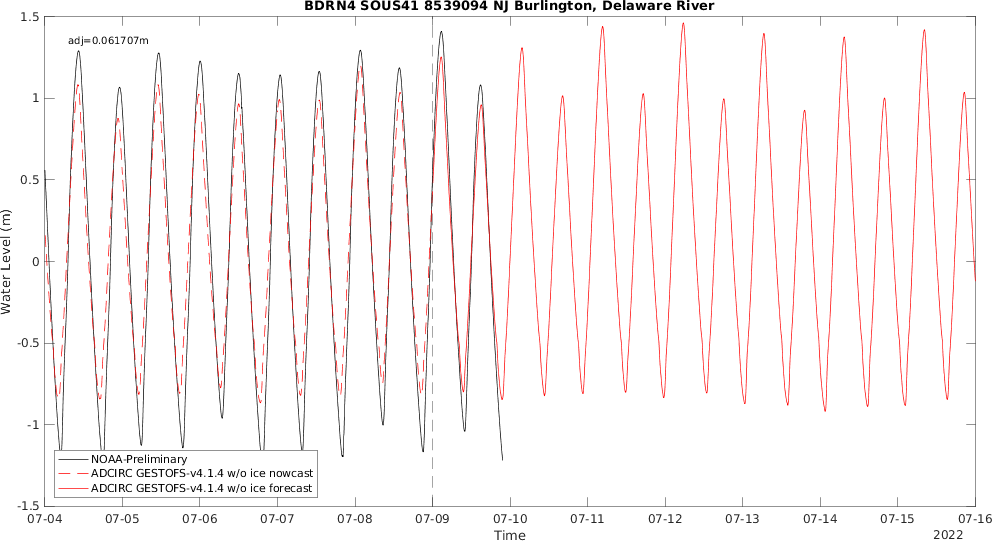 BDRN4 SOUS41 8539094 NJ Burlington, Delaware River
adj=0.061707m
1.5
1
0.5
0
-0.5
-1
-1.5
Water Level (m)
NOAA-Preliminary
ADCIRC GESTOFS-v4.1.4 w/o ice nowcast
ADCIRC GESTOFS-v4.1.4 w/o ice forecast
07-04 07-05 07-06 07-07 07-08 07-09 07-10 07-11 07-12 07-13 07-14 07-15 07-16
Time
2022